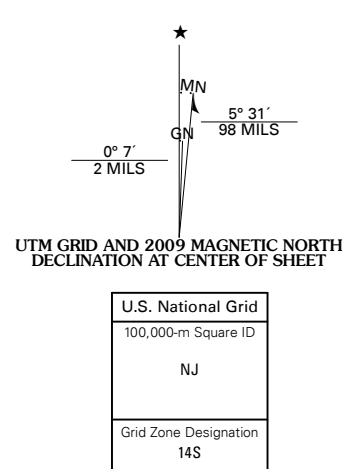 ★
MN
GN
5° 31´
98 MILS
0° 7´
2 MILS
UTM GRID AND 2009 MAGNETIC NORTH
DECLINATION AT CENTER OF SHEET
U.S. National Grid
100,000-m Square ID
NJ
Grid Zone Designation
14S